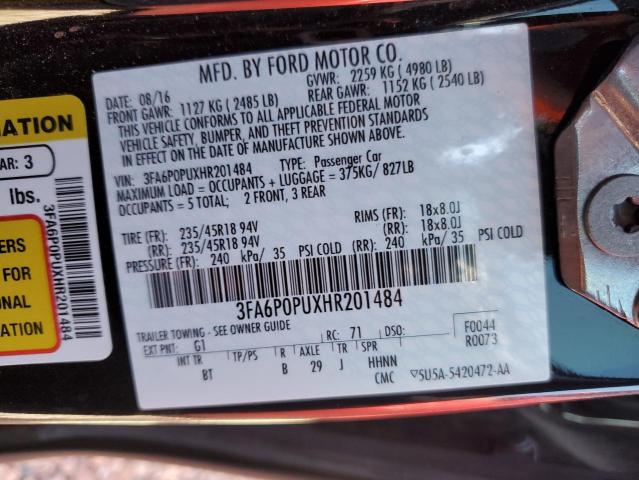 MFD. BY FORD MOTOR CO.
DATE: 08/16 GVWR: 2259 KG ( 4980 LB)
FRONT GAWR: 1127 KG ( 2485 LB) REAR GAWR: 1152 KG ( 2540 LB)
THIS VEHICLE CONFORMS TO ALL APPLICABLE FEDERAL MOTOR
VEHICLE SAFETY, BUMPER, AND THEFT PREVENTION STANDARDS
IN EFFECT ON THE DATE OF MANUFACTURE SHOWN ABOVE.
VIN: 3FA6P0PUXHR201484 TYPE: Passenger Car
MAXIMUM LOAD = OCCUPANTS + LUGGAGE = 375KG/ 827LB
OCCUPANTS = 5 TOTAL; 2 FRONT, 3 REAR
TIRE (FR): 235/45R18 94V RIMS (FR): 18x8.0J
(RR): 235/45R18 94V (RR): 18x8.0J
PRESSURE (FR): 240 kPa/ 35 PSI COLD (RR): 240 kPa/ 35 PSI COLD
3FA6P0PUXHR201484
TRAILER TOWING - SEE OWNER GUIDE
EXT PNT: G1 RC: 71 DSO: F0044
INT TR TP/PS R AXLE TR SPR R0073
BT B 29 J HHNN
CMC 5U5A-5420472-AA
MATION
AR: 3
lbs.
3FA6P0PUXHR201484
ERS
FOR
ONAL
ATION